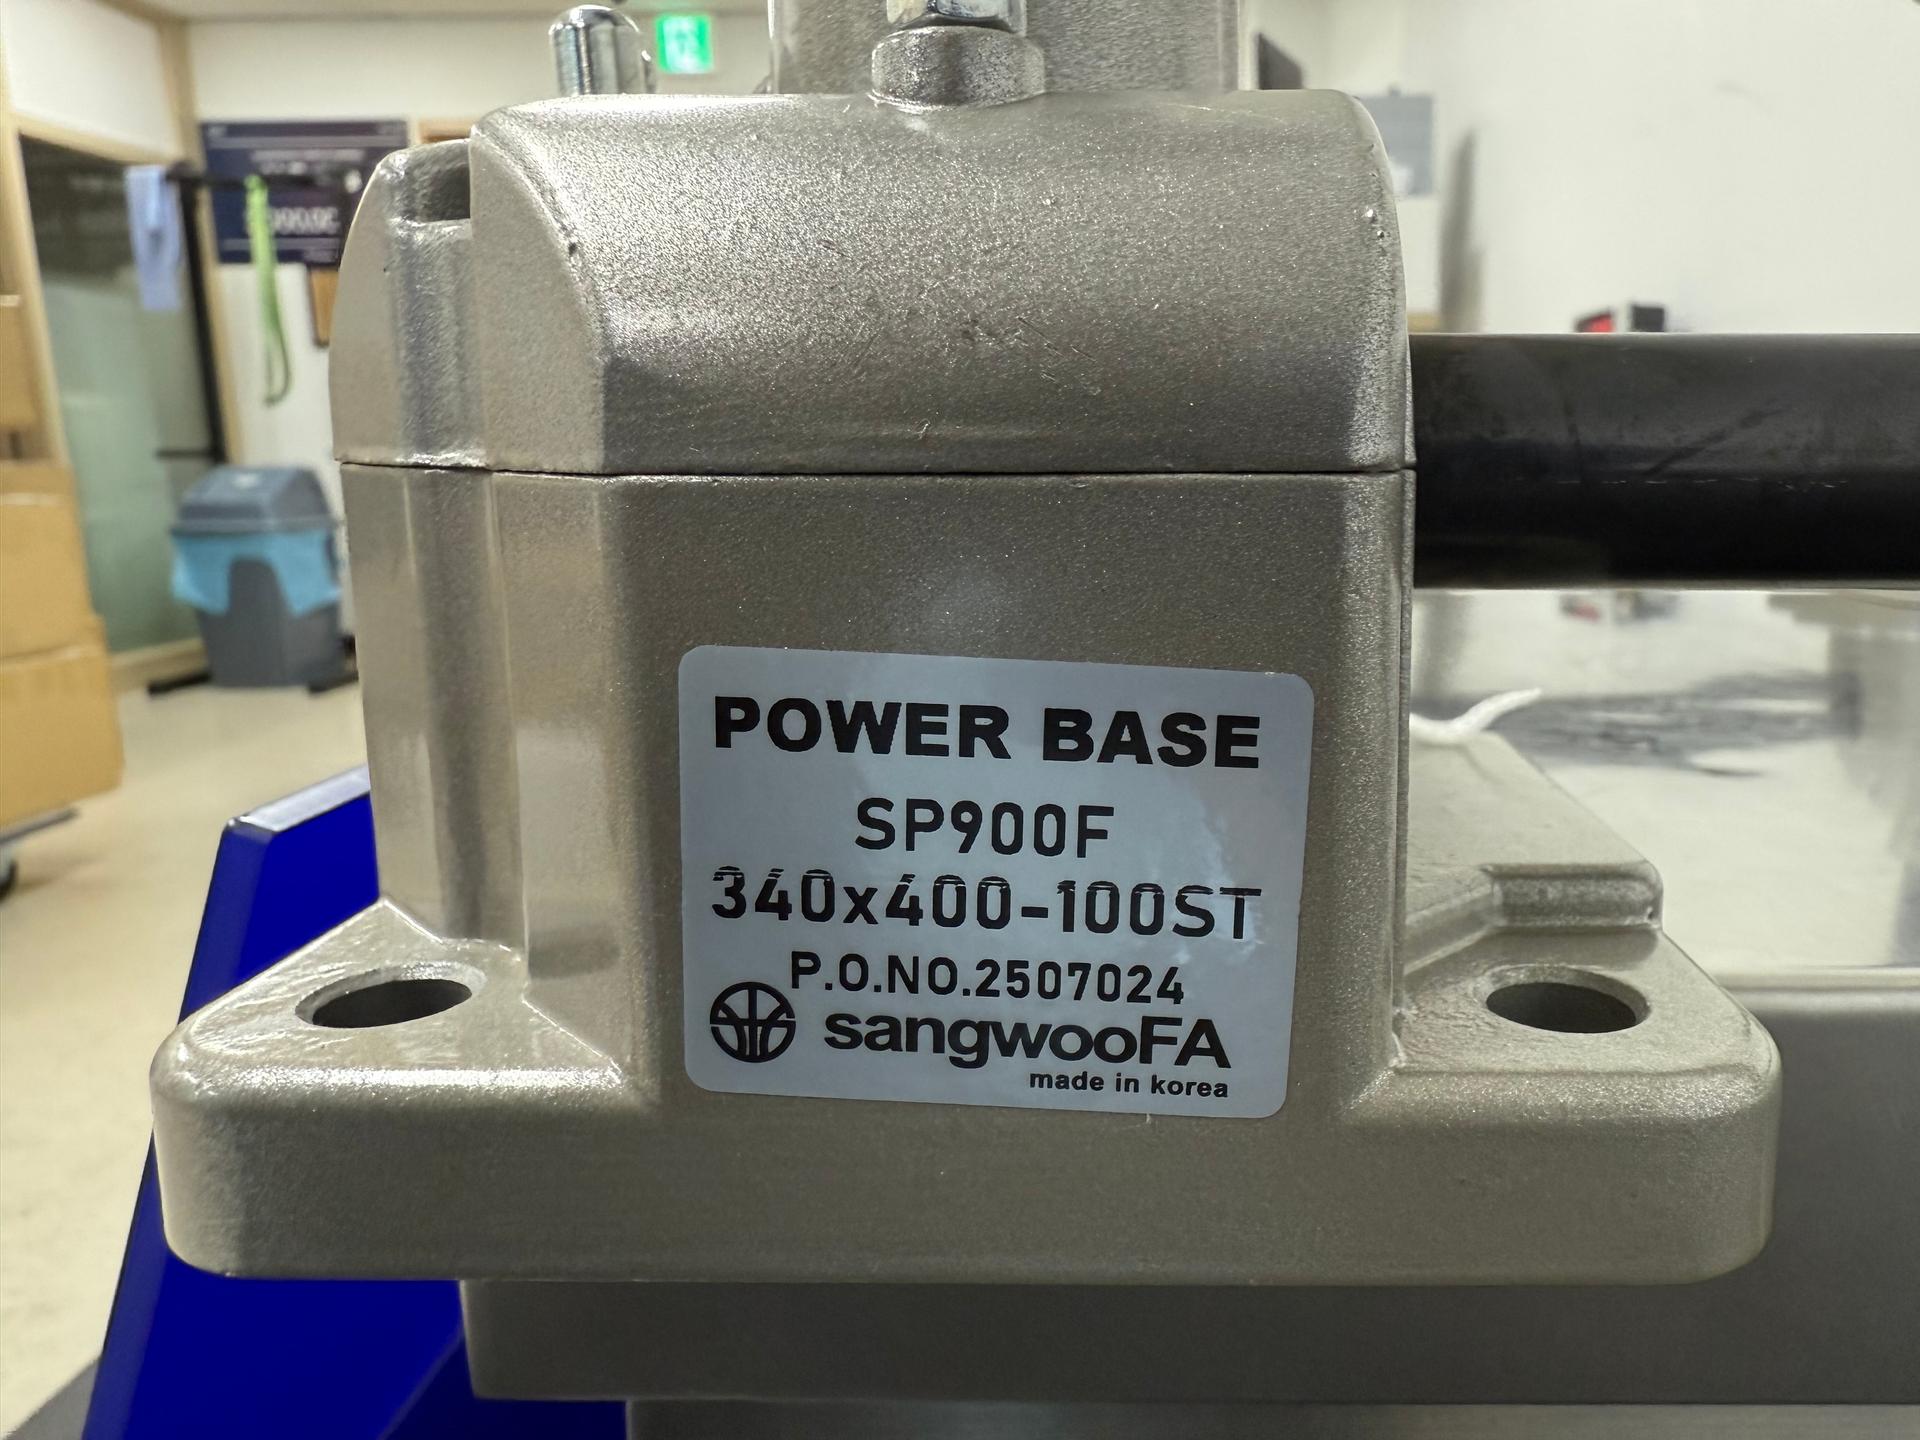 POWER BASE
SP900F
340x400-100ST
P.O.NO.2507024
sangwooFA
made in korea